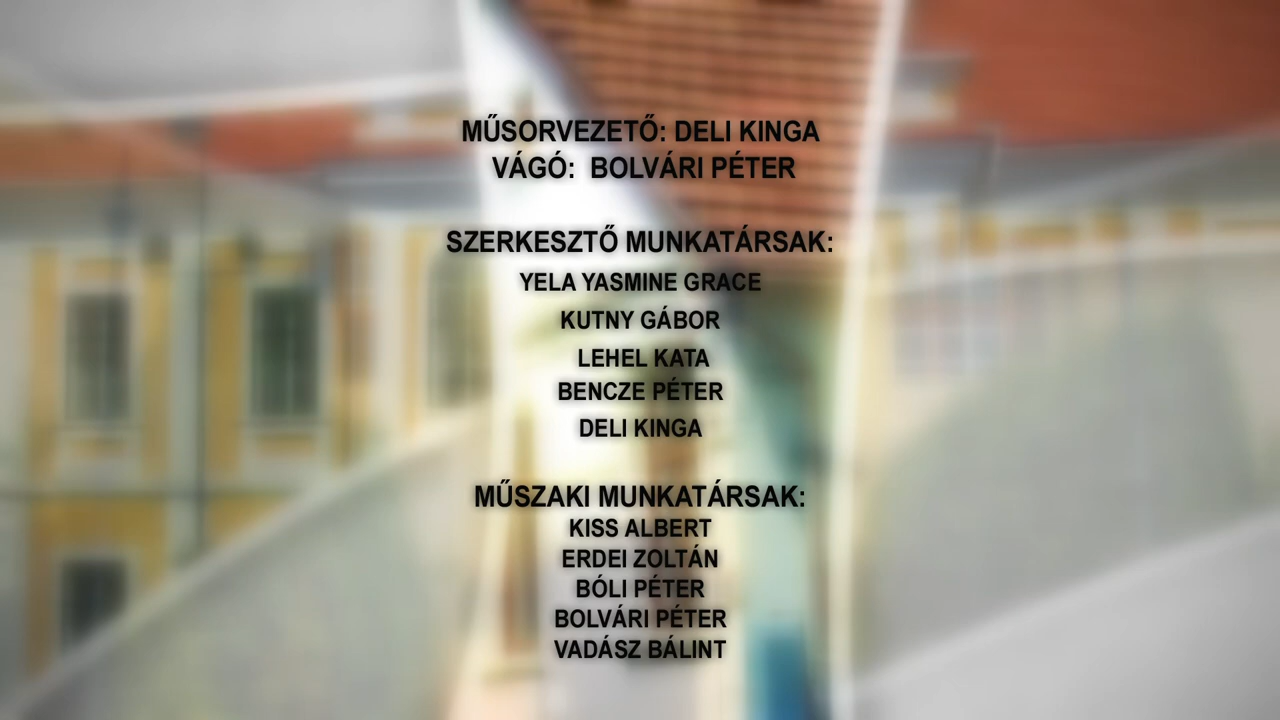 MŰSORVEZETŐ: DELI KINGA
VÁGÓ: BOLVÁRI PÉTER
SZERKESZTŐ MUNKATÁRSAK:
YELA YASMINE GRACE
KUTNY GÁBOR
LEHEL KATA
BENCZE PÉTER
DELI KINGA
MŰSZAKI MUNKATÁRSAK:
KISS ALBERT
ERDEI ZOLTÁN
BÓLI PÉTER
BOLVÁRI PÉTER
VADÁSZ BÁLINT